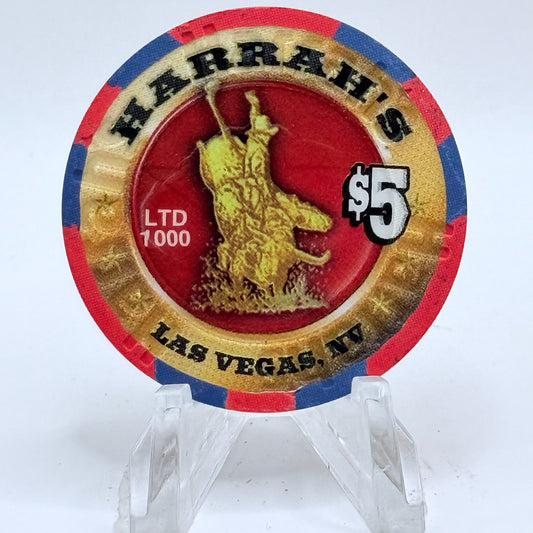 HARRAH'S
$5
LTD
1000
LAS VEGAS, NV